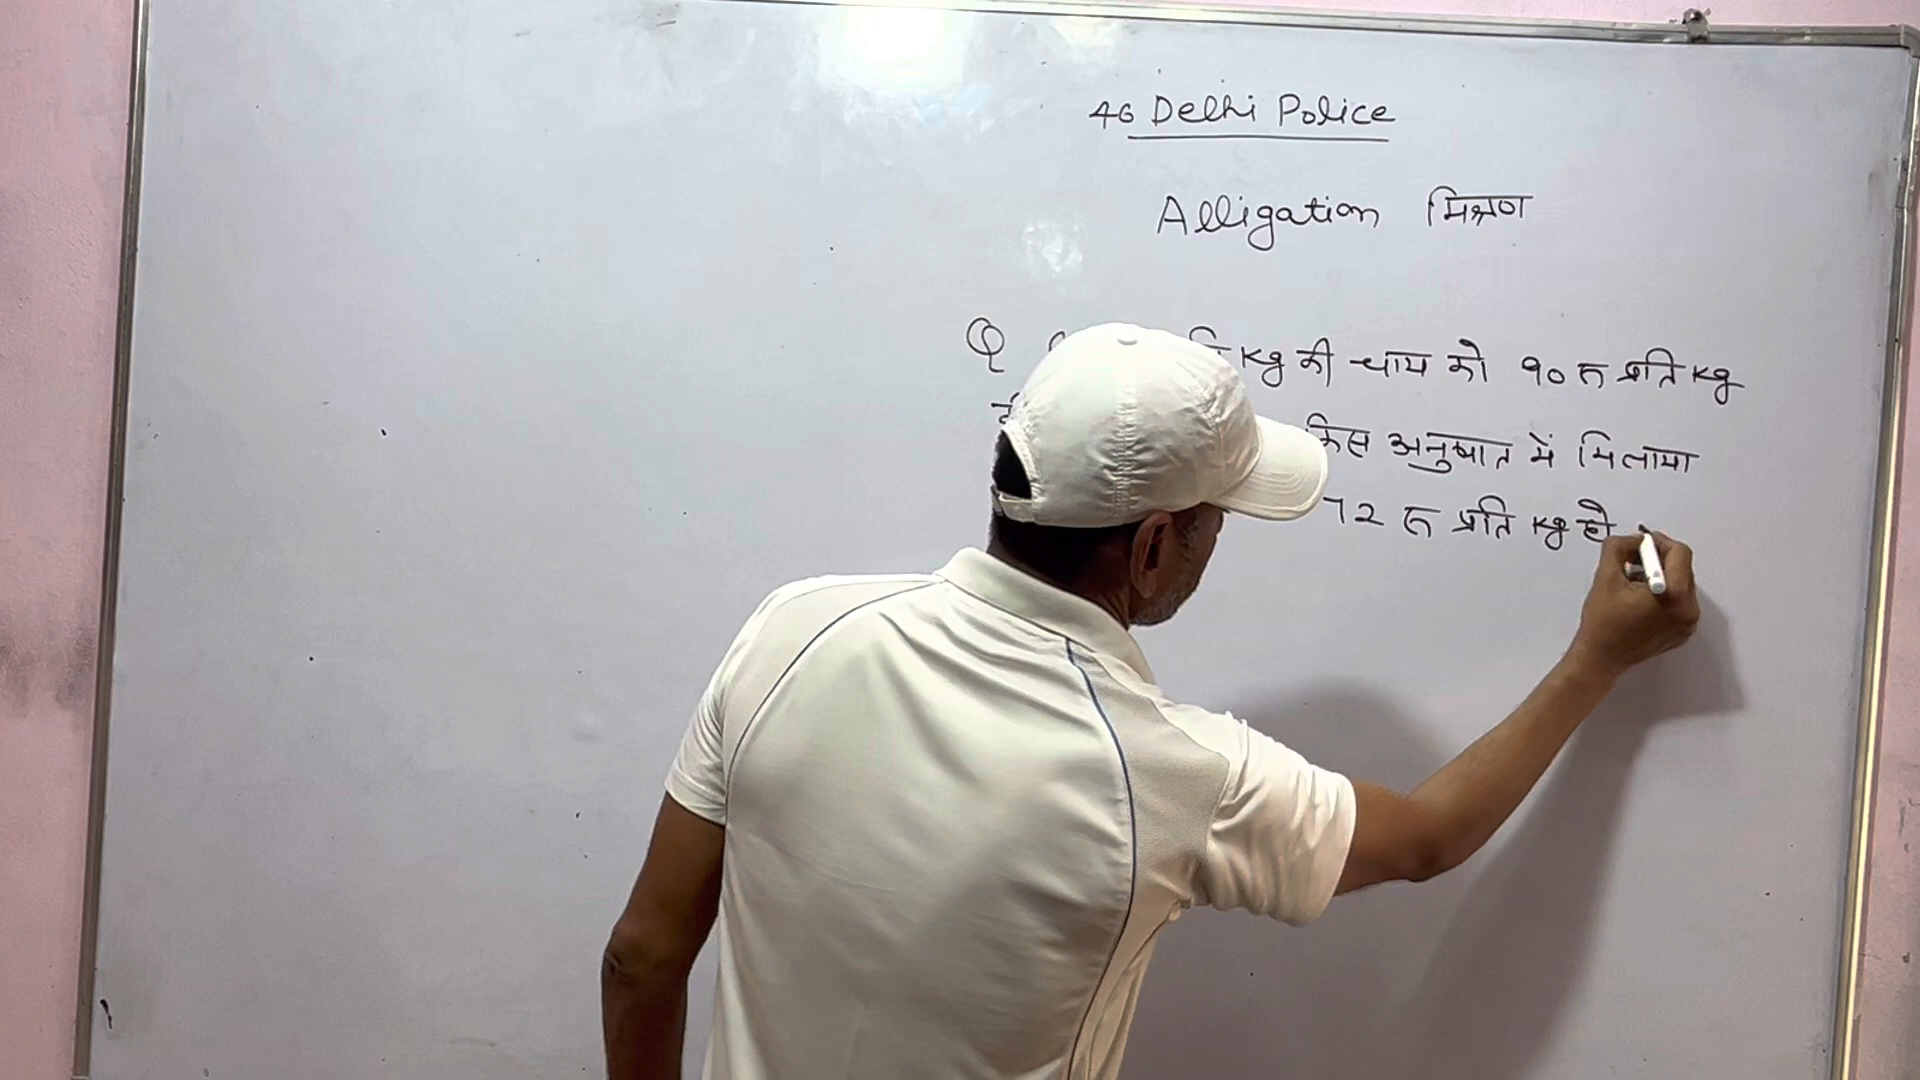 46 Delhi Police
Alligation मिश्रण
Q kg की चाय को 90 रु प्रति kg
किस अनुपात में मिलाया
72 रु प्रति kg हो